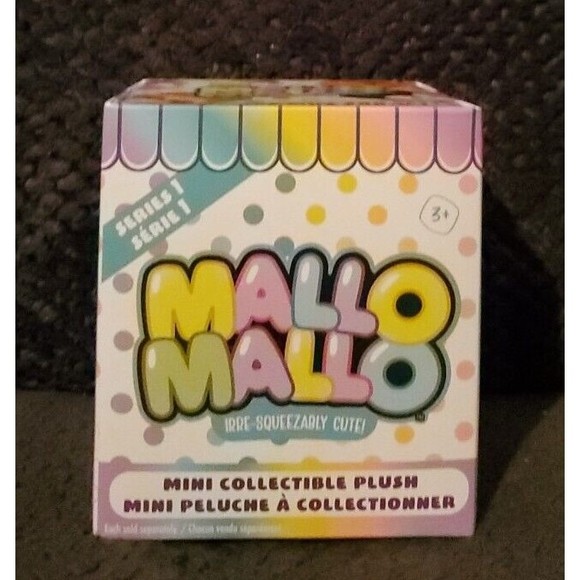 SERIES 1
SÉRIE 1
3+
MALLO
MALLO
TM
IRRE-SQUEEZABLY CUTE!
MINI COLLECTIBLE PLUSH
MINI PELUCHE À COLLECTIONNER
Each sold separately. / Chacun vendu séparément.